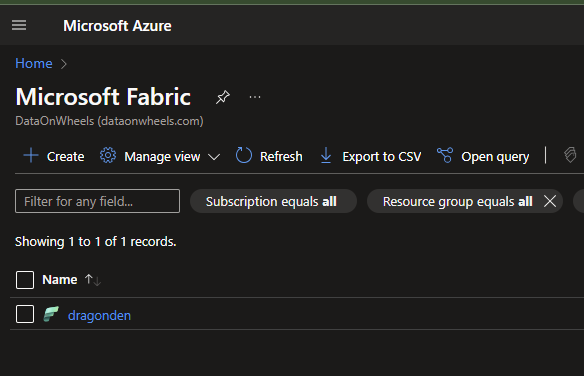 Microsoft Azure
Home
Microsoft Fabric
DataOnWheels (dataonwheels.com)
Create Manage view Refresh Export to CSV Open query
Filter for any field... Subscription equals all Resource group equals all
Showing 1 to 1 of 1 records.
Name
dragonden